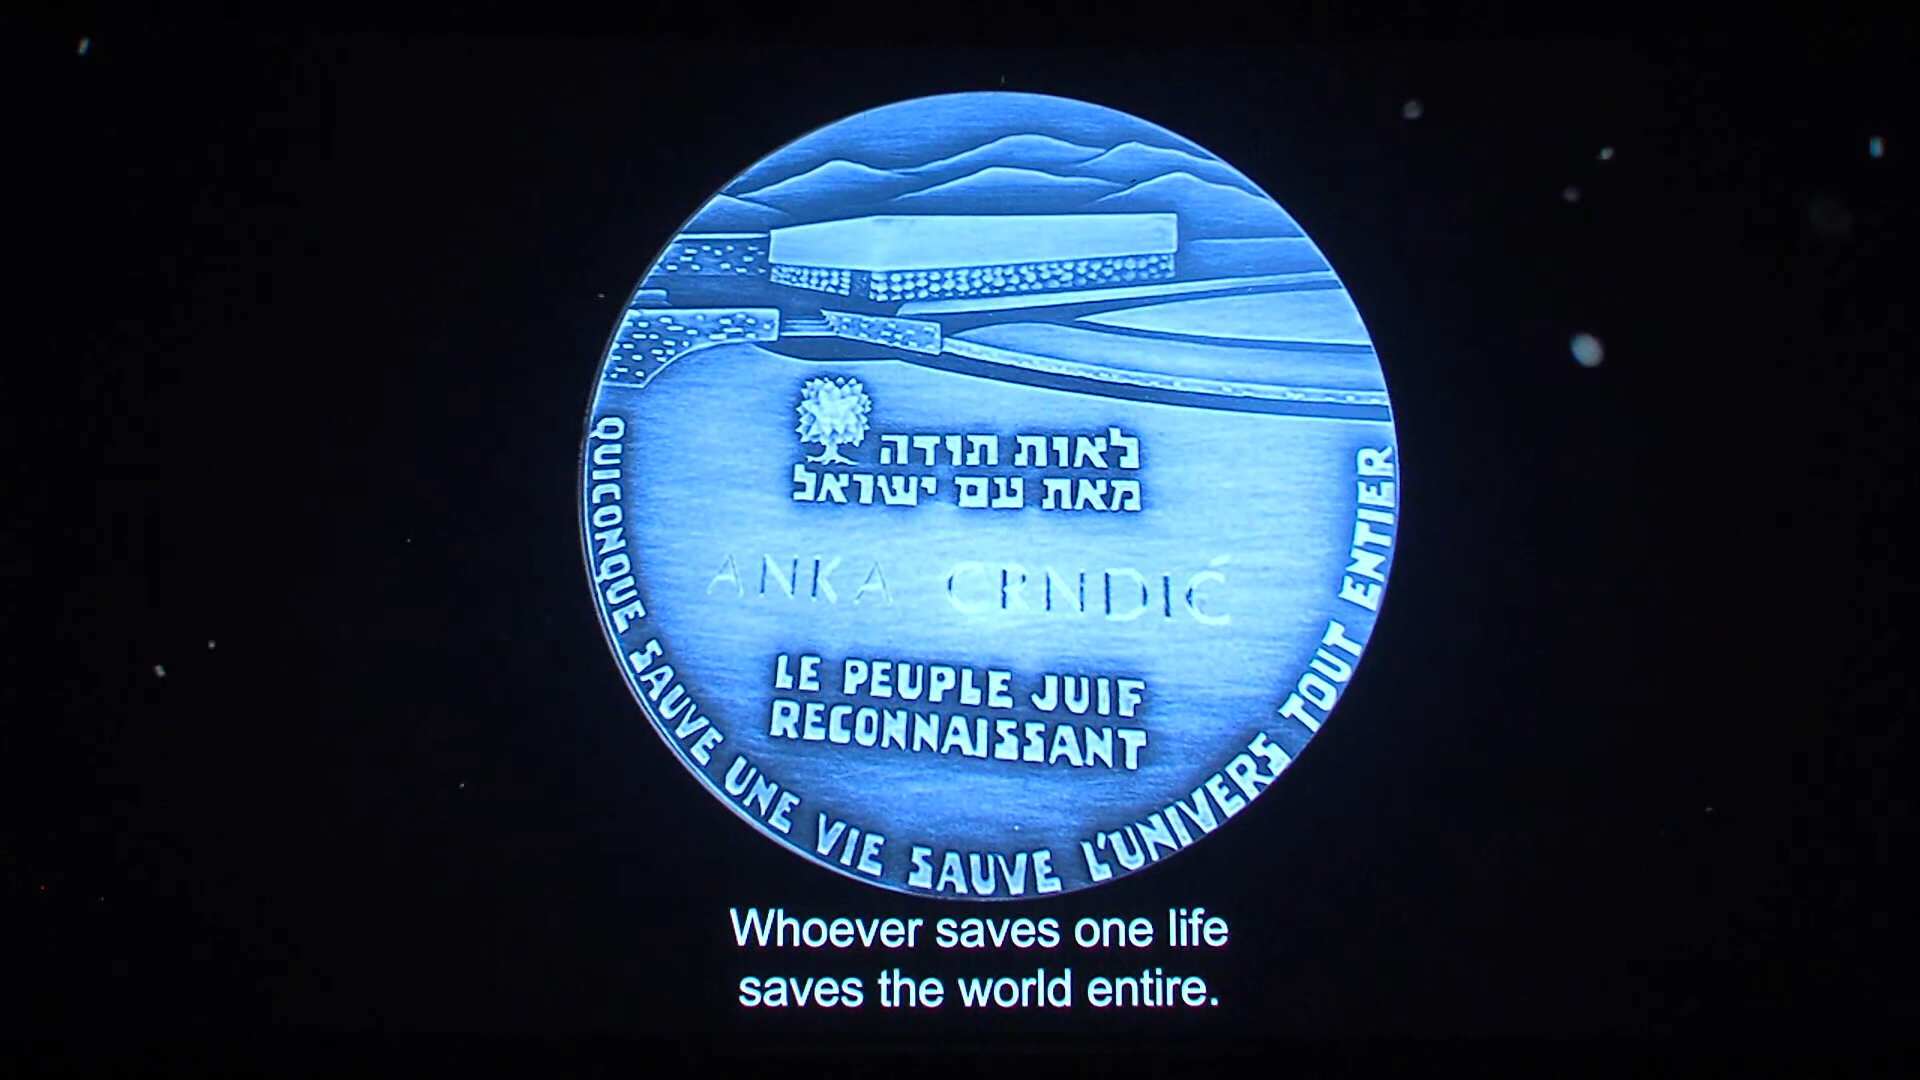 לאות תודה
מאת עם ישראל
ANKA CRNDIĆ
LE PEUPLE JUIF
RECONNAISSANT
QUICONQUE SAUVE UNE VIE SAUVE L'UNIVERS TOUT ENTIER
Whoever saves one life
saves the world entire.